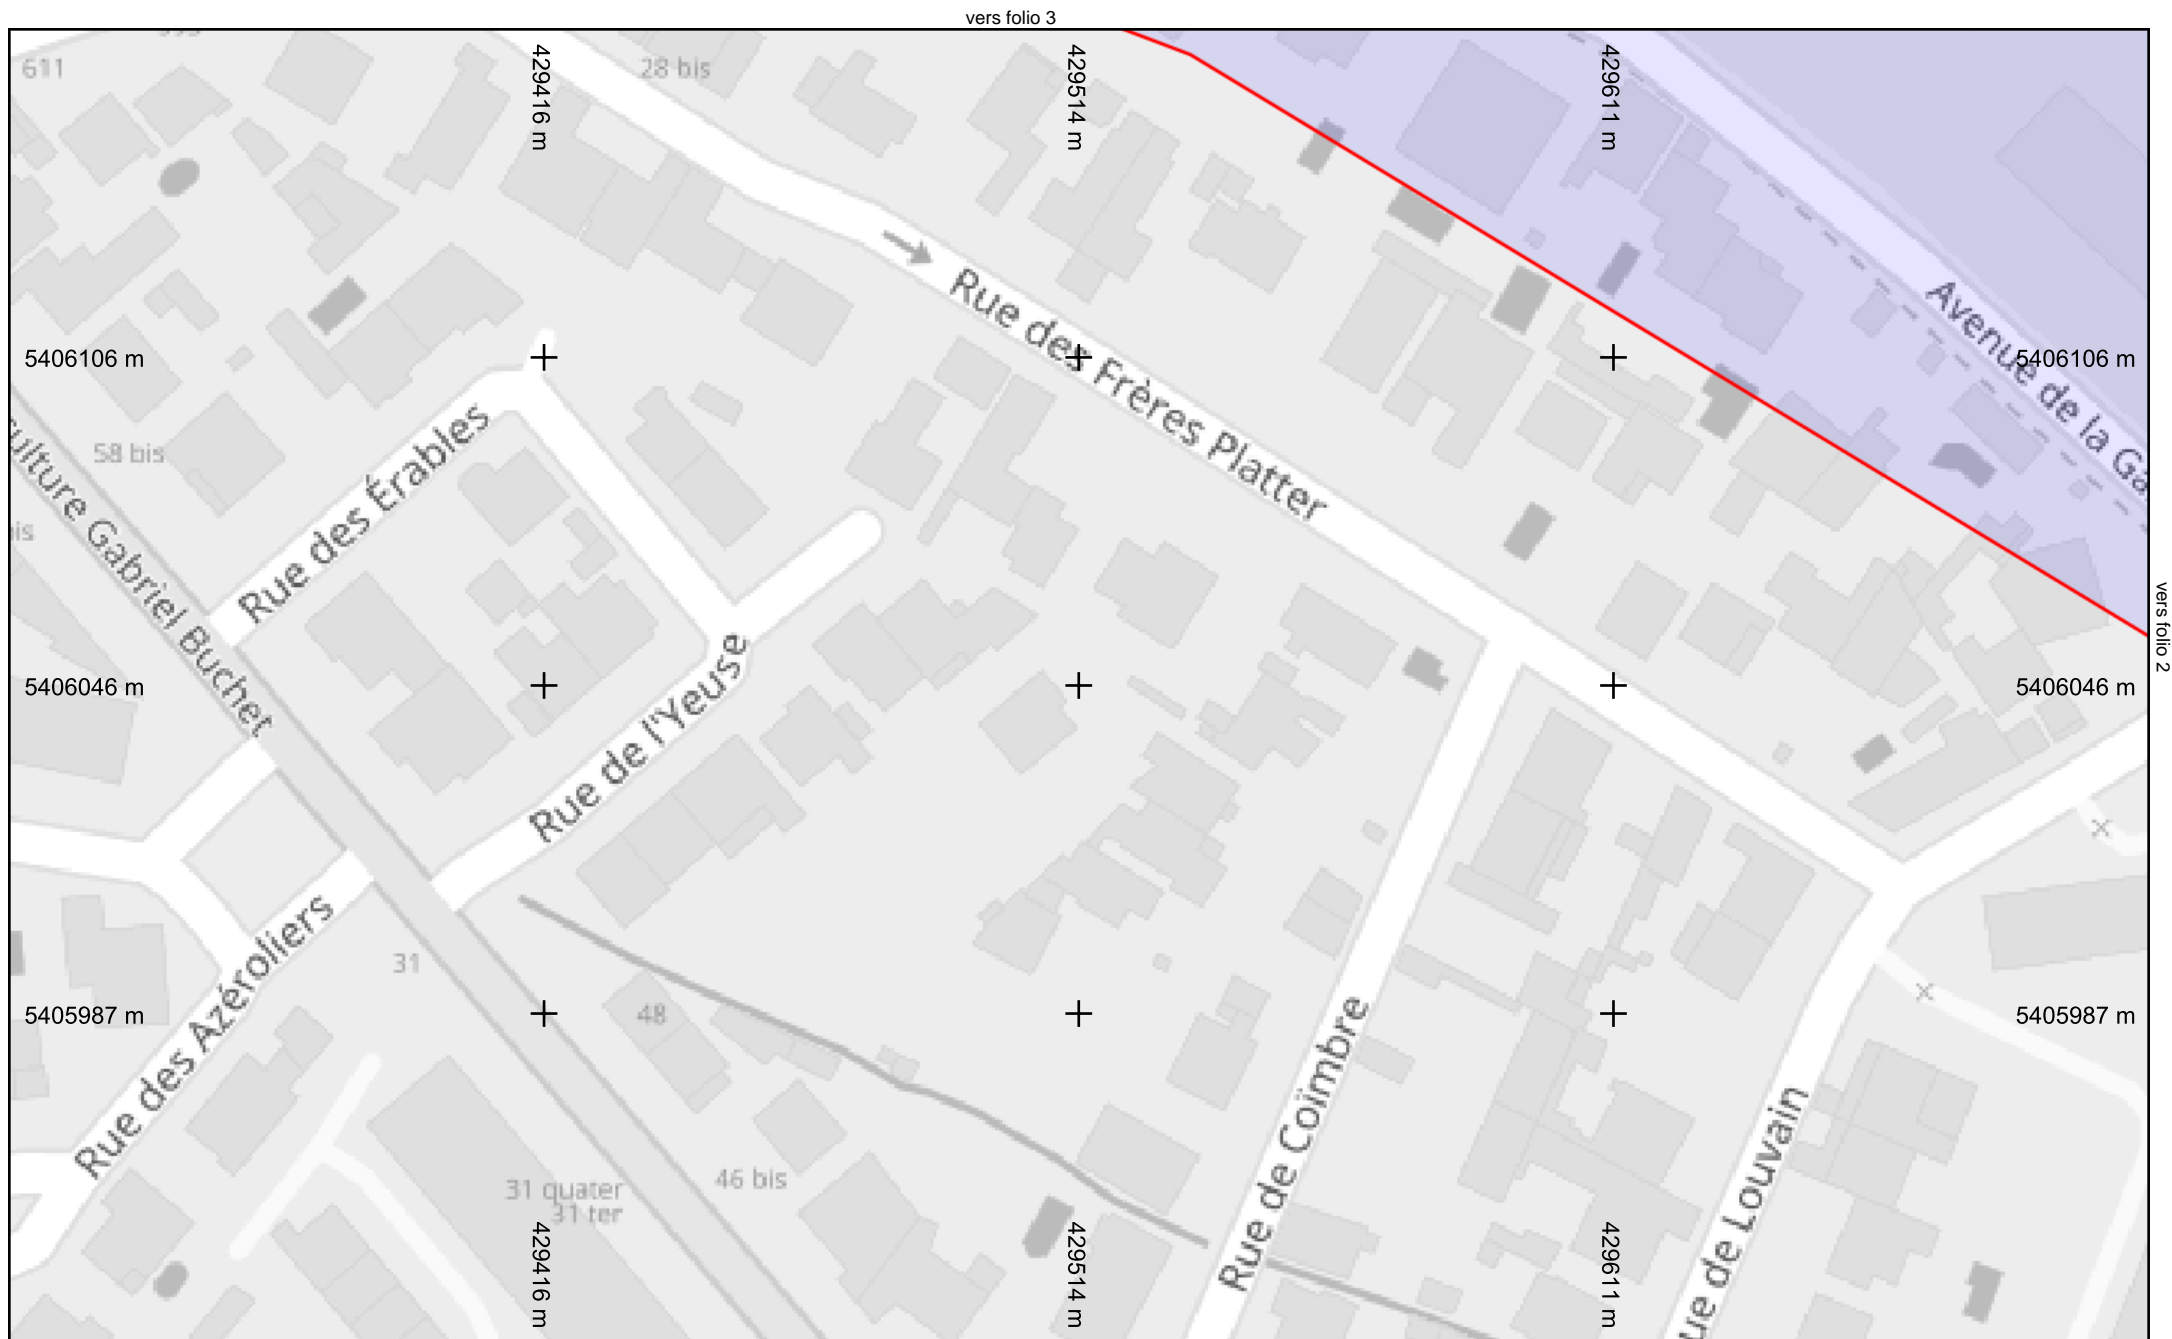 vers folio 3
611
28 bis
429416 m
429514 m
429611 m
Rue des Frères Platter
Avenue de la Ga
5406106 m
5406106 m
58 bis
Rue des Érables
ulture Gabriel Buchet
bis
vers folio 2
5406046 m
5406046 m
Rue de l'Yeuse
Rue des Azéroliers
31
48
5405987 m
5405987 m
Rue de Coïmbre
ue de Louvain
46 bis
31 quater
31 ter
429416 m
429514 m
429611 m